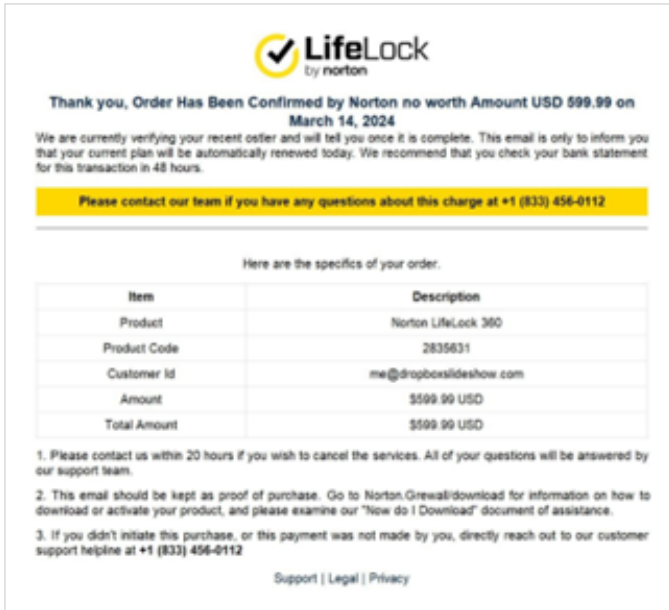 LifeLock
by norton
Thank you, Order Has Been Confirmed by Norton no worth Amount USD 599.99 on
March 14, 2024
We are currently verifying your recent ostler and will tell you once it is complete. This email is only to inform you
that your current plan will be automatically renewed today. We recommend that you check your bank statement
for this transaction in 48 hours.
Please contact our team if you have any questions about this charge at +1 (833) 456-0112
Here are the specifics of your order.
Item Description
Product Norton LifeLock 360
Product Code 2835631
Customer Id me@dropboxslideshow.com
Amount $599.99 USD
Total Amount $599.99 USD
1. Please contact us within 20 hours if you wish to cancel the services. All of your questions will be answered by
our support team.
2. This email should be kept as proof of purchase. Go to Norton.Grewall/download for information on how to
download or activate your product, and please examine our "Now do I Download" document of assistance.
3. If you didn't initiate this purchase, or this payment was not made by you, directly reach out to our customer
support helpline at +1 (833) 456-0112
Support | Legal | Privacy